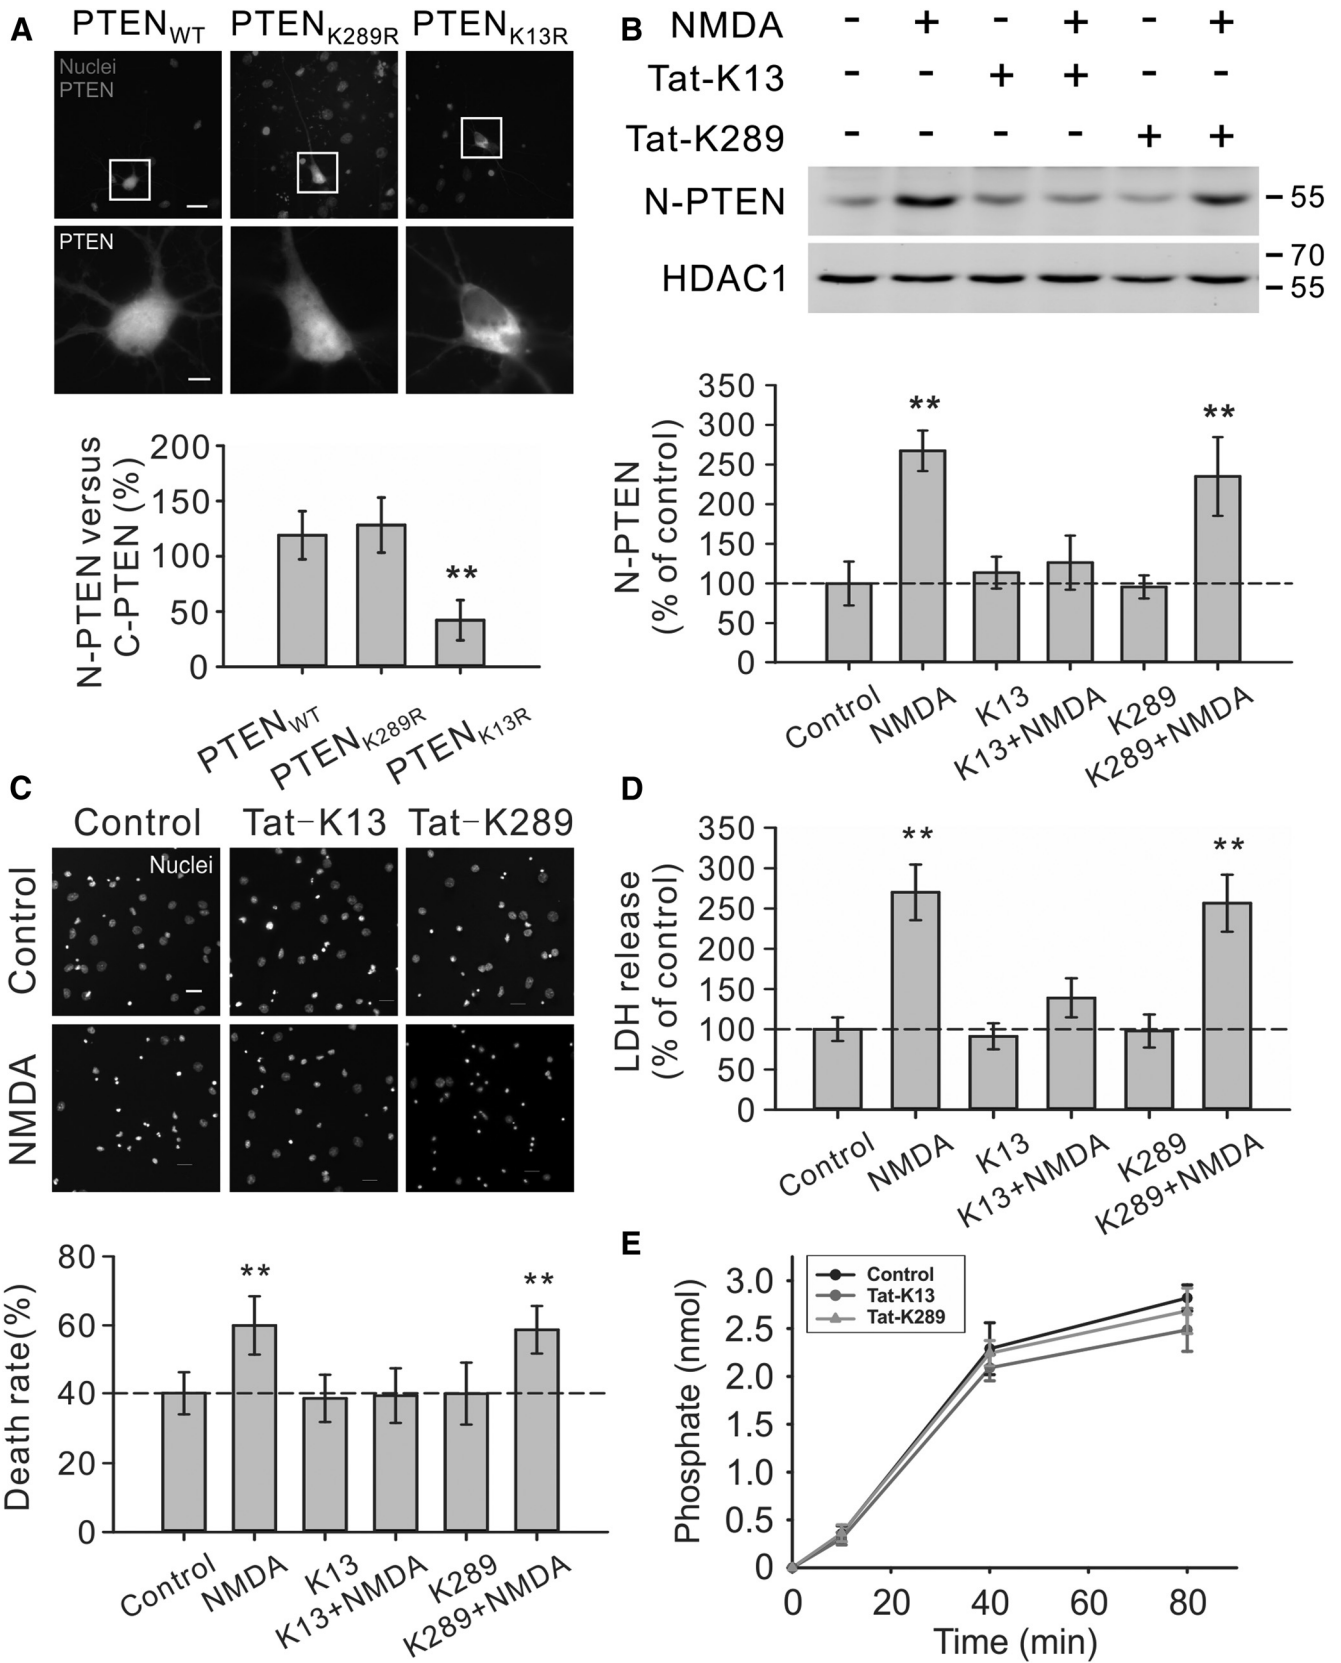 A
PTENWT PTENK289R PTENK13R
Nuclei
PTEN
PTEN
N-PTEN versus
C-PTEN (%)
200
150
100
50
0
**
PTENWT
PTENK289R
PTENK13R
B
NMDA - + - + - +
Tat-K13 - - + + - -
Tat-K289 - - - - + +
N-PTEN
55
HDAC1
70
55
N-PTEN
(% of control)
350
300
250
200
150
100
50
0
** **
Control
NMDA
K13
K13+NMDA
K289
K289+NMDA
C
Control Tat-K13 Tat-K289
Control
Nuclei
NMDA
Death rate(%)
80
60
40
20
0
** **
Control
NMDA
K13
K13+NMDA
K289
K289+NMDA
D
LDH release
(% of control)
350
300
250
200
150
100
50
0
** **
Control
NMDA
K13
K13+NMDA
K289
K289+NMDA
E
Phosphate (nmol)
3.0
2.5
2.0
1.5
1.0
0.5
0
Control
Tat-K13
Tat-K289
0 20 40 60 80
Time (min)